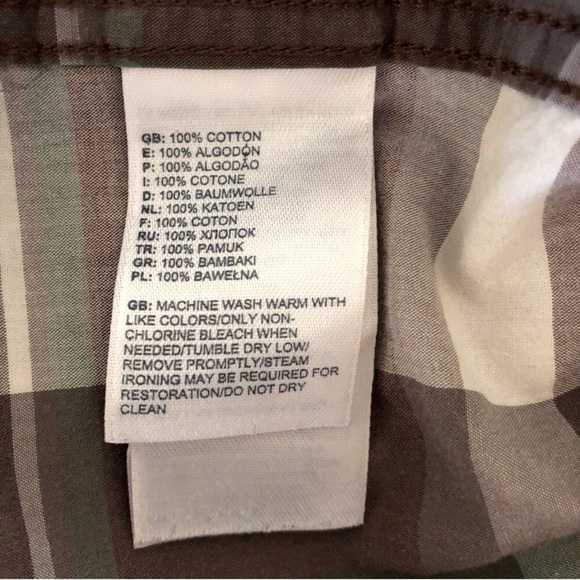 GB: 100% COTTON
E: 100% ALGODÓN
P: 100% ALGODÃO
I: 100% COTONE
D: 100% BAUMWOLLE
NL: 100% KATOEN
F: 100% COTON
RU: 100% ХЛОПОК
TR: 100% PAMUK
GR: 100% BAMBAKI
PL: 100% BAWEŁNA
GB: MACHINE WASH WARM WITH
LIKE COLORS/ONLY NON-
CHLORINE BLEACH WHEN
NEEDED/TUMBLE DRY LOW/
REMOVE PROMPTLY/STEAM
IRONING MAY BE REQUIRED FOR
RESTORATION/DO NOT DRY
CLEAN